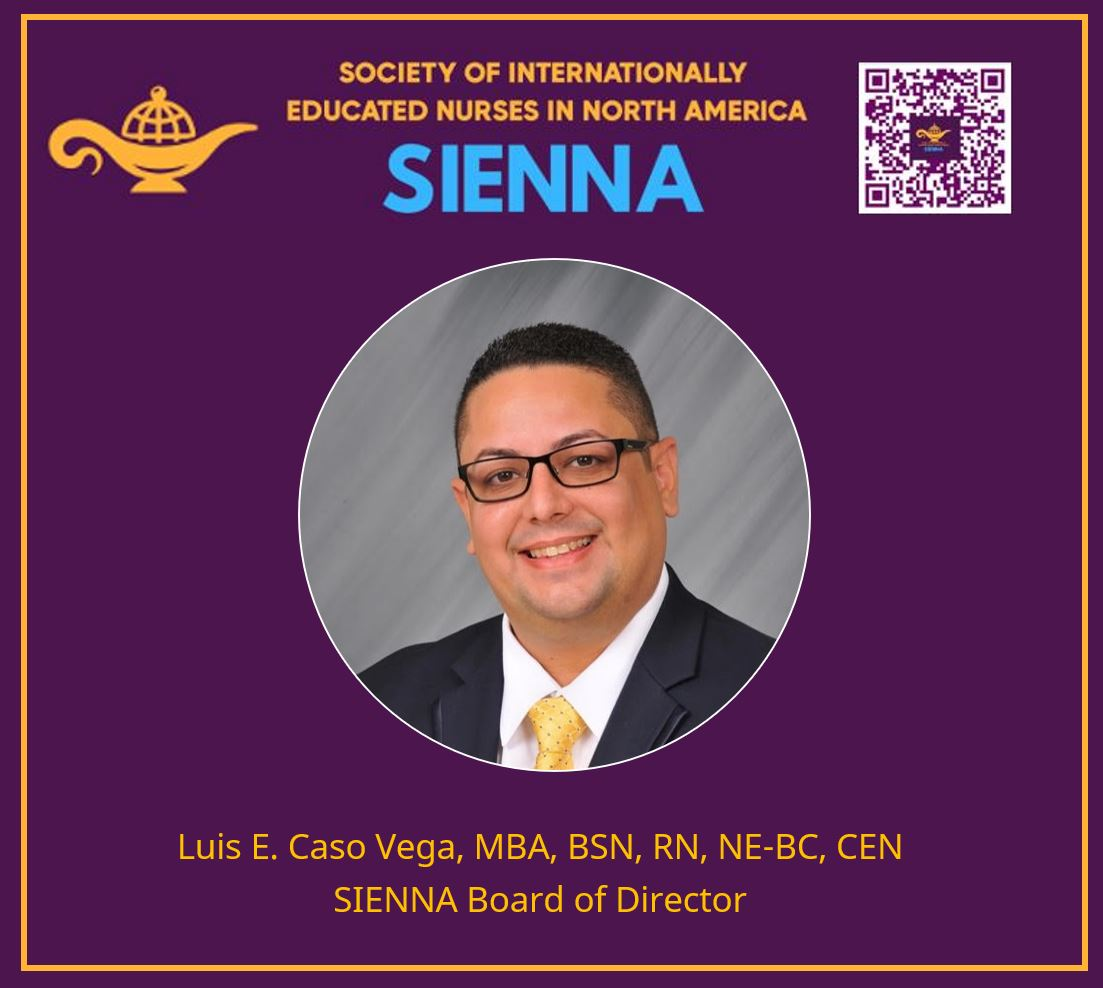 SOCIETY OF INTERNATIONALLY
EDUCATED NURSES IN NORTH AMERICA
SIENNA
Luis E. Caso Vega, MBA, BSN, RN, NE-BC, CEN
SIENNA Board of Director